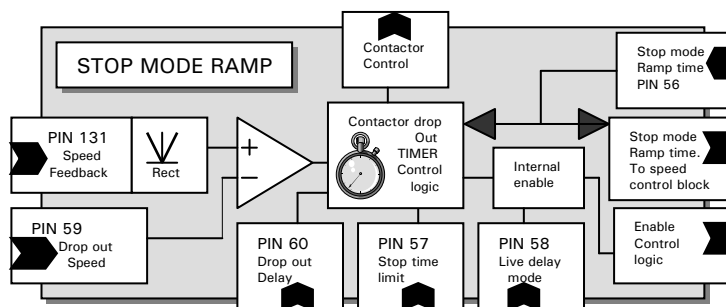 STOP MODE RAMP
Contactor
Control
Stop mode
Ramp time
PIN 56
PIN 131
Speed
Feedback
Rect
+
−
Contactor drop
Out
TIMER
Control
logic
Internal
enable
Stop mode
Ramp time.
To speed
control block
PIN 59
Drop out
Speed
PIN 60
Drop out
Delay
PIN 57
Stop time
limit
PIN 58
Live delay
mode
Enable
Control
logic